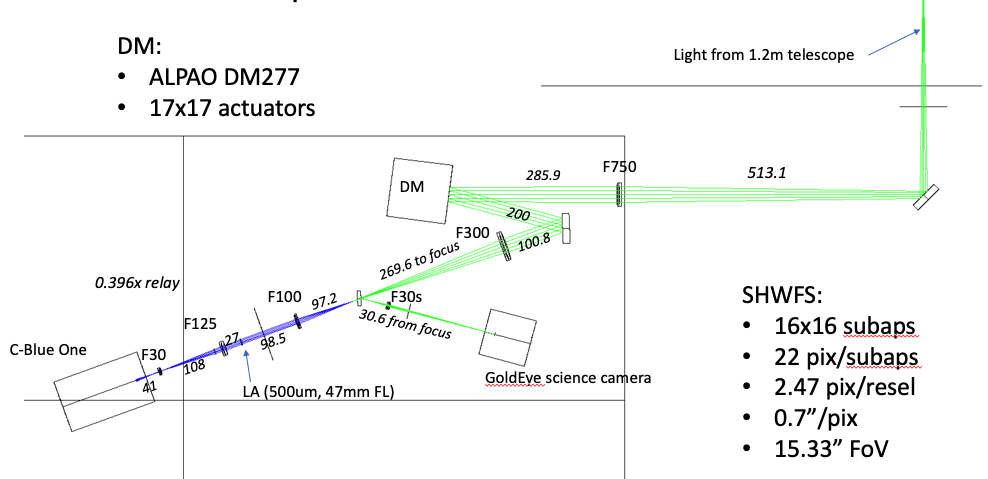 DM:
• ALPAO DM277
• 17x17 actuators
Light from 1.2m telescope
F750
285.9
513.1
DM
200
F300
100.8
269.6 to focus
0.396x relay
F100
97.2
F30s
30.6 from focus
F125
27
98.5
C-Blue One
F30
108
41
LA (500um, 47mm FL)
GoldEye science camera
SHWFS:
• 16x16 subaps
• 22 pix/subaps
• 2.47 pix/resel
• 0.7”/pix
• 15.33” FoV